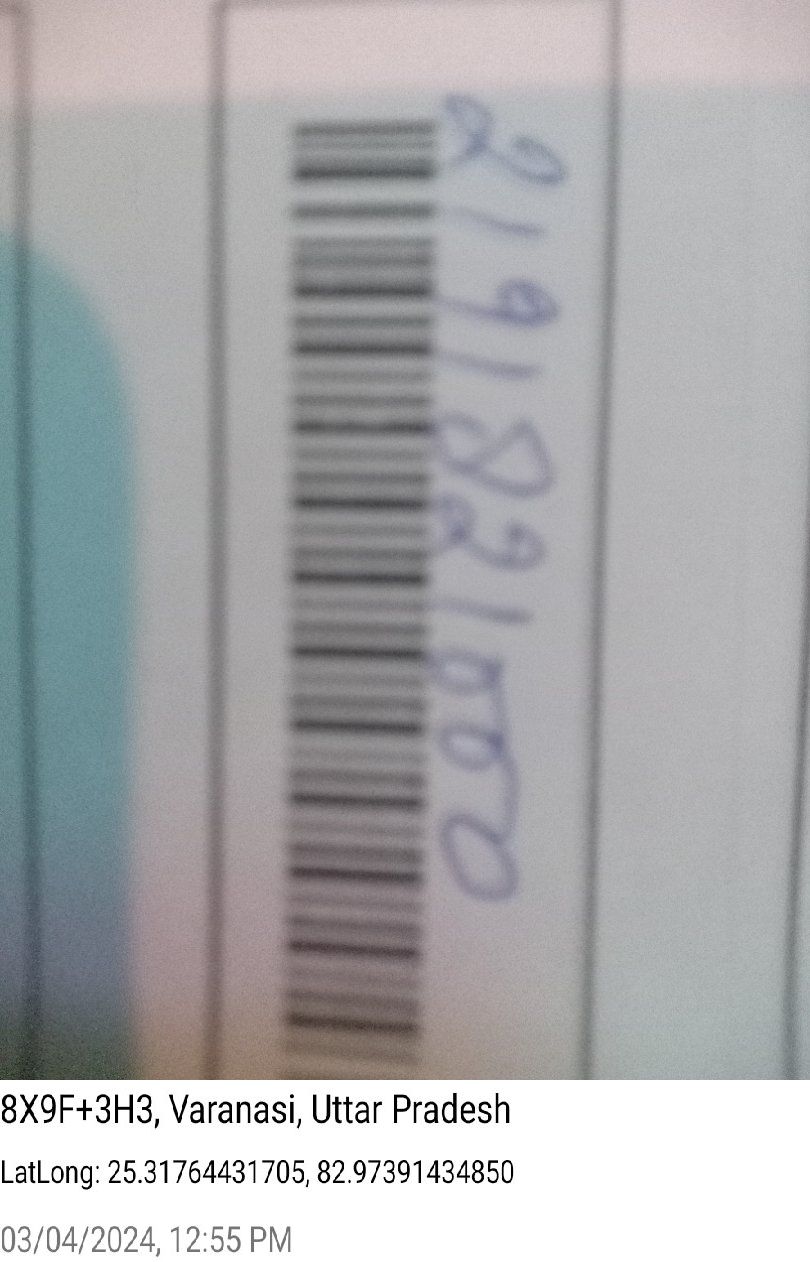 2191821000
8X9F+3H3, Varanasi, Uttar Pradesh
LatLong: 25.31764431705, 82.97391434850
03/04/2024, 12:55 PM